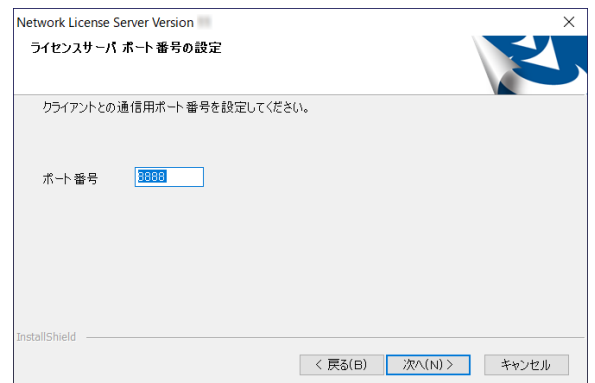 Network License Server Version
ライセンスサーバ ポート番号の設定
クライアントとの通信用ポート番号を設定してください。
ポート番号 8888
InstallShield
< 戻る(B) 次へ(N) > キャンセル